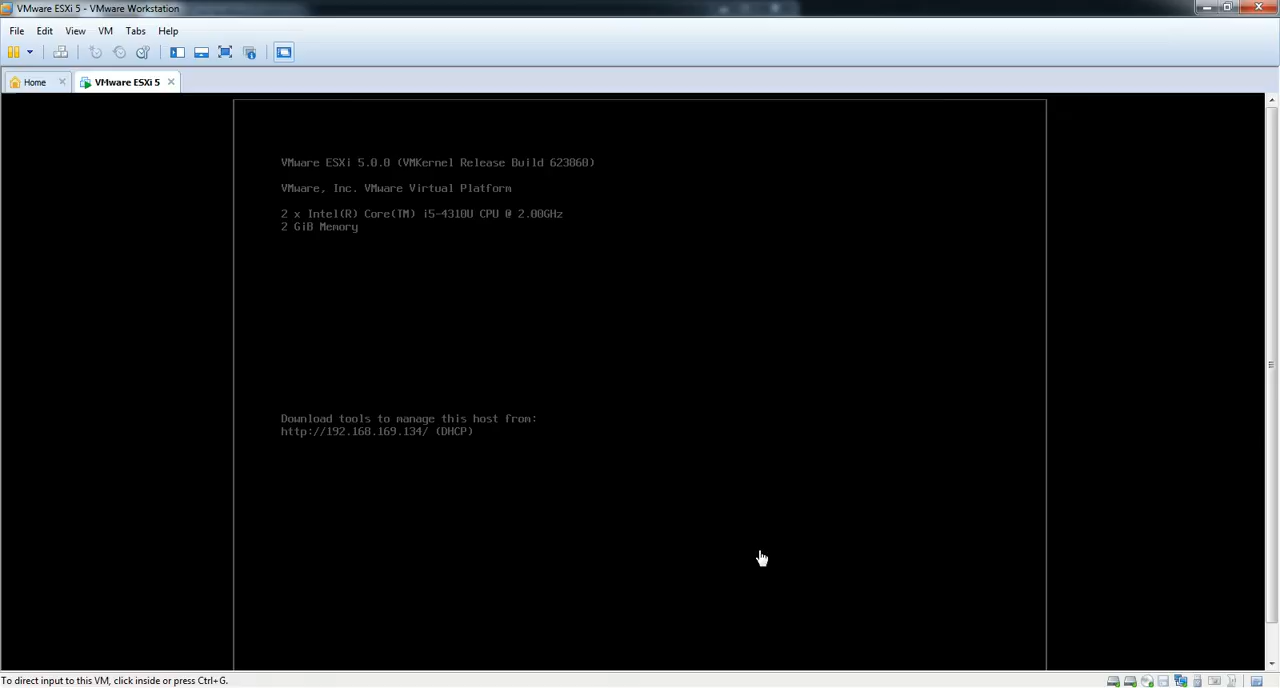 VMware ESXi 5 - VMware Workstation
File Edit View VM Tabs Help
Home VMware ESXi 5
VMware ESXi 5.0.0 (VMKernel Release Build 623860)
VMware, Inc. VMware Virtual Platform
2 x Intel(R) Core(TM) i5-4310U CPU @ 2.00GHz
2 GiB Memory
Download tools to manage this host from:
http://192.168.169.134/ (DHCP)
To direct input to this VM, click inside or press Ctrl+G.